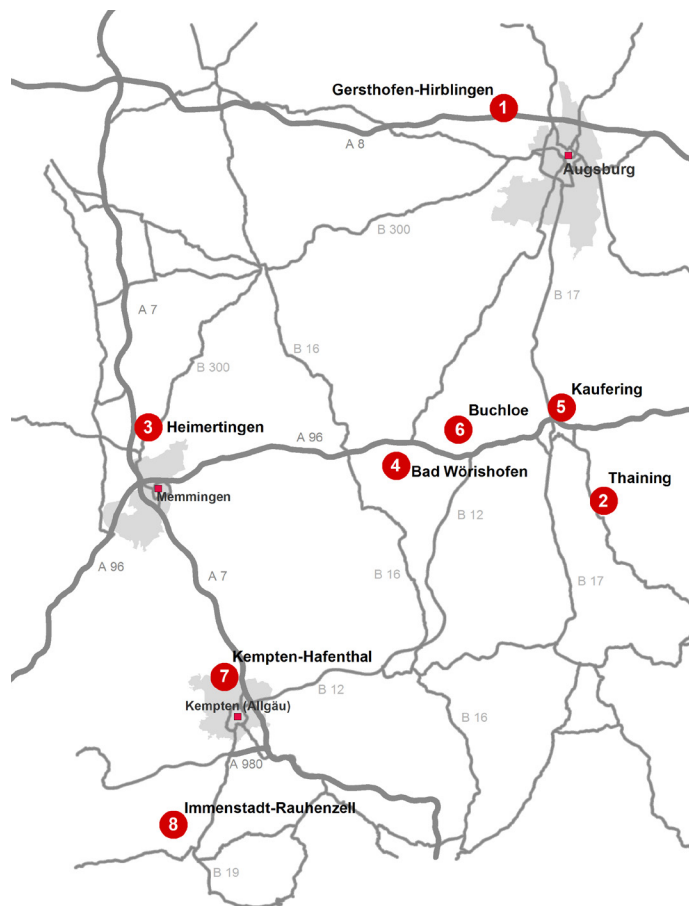 Gersthofen-Hirblingen
1
A 8
Augsburg
B 300
B 17
A 7
B 16
B 300
Kaufering
5
Buchloe
6
3
Heimertingen
A 96
4
Bad Wörishofen
Thaining
2
Memmingen
B 12
A 96
A 7
B 16
B 17
Kempten-Hafenthal
7
B 12
Kempten (Allgäu)
B 16
A 980
Immenstadt-Rauhenzell
8
B 19